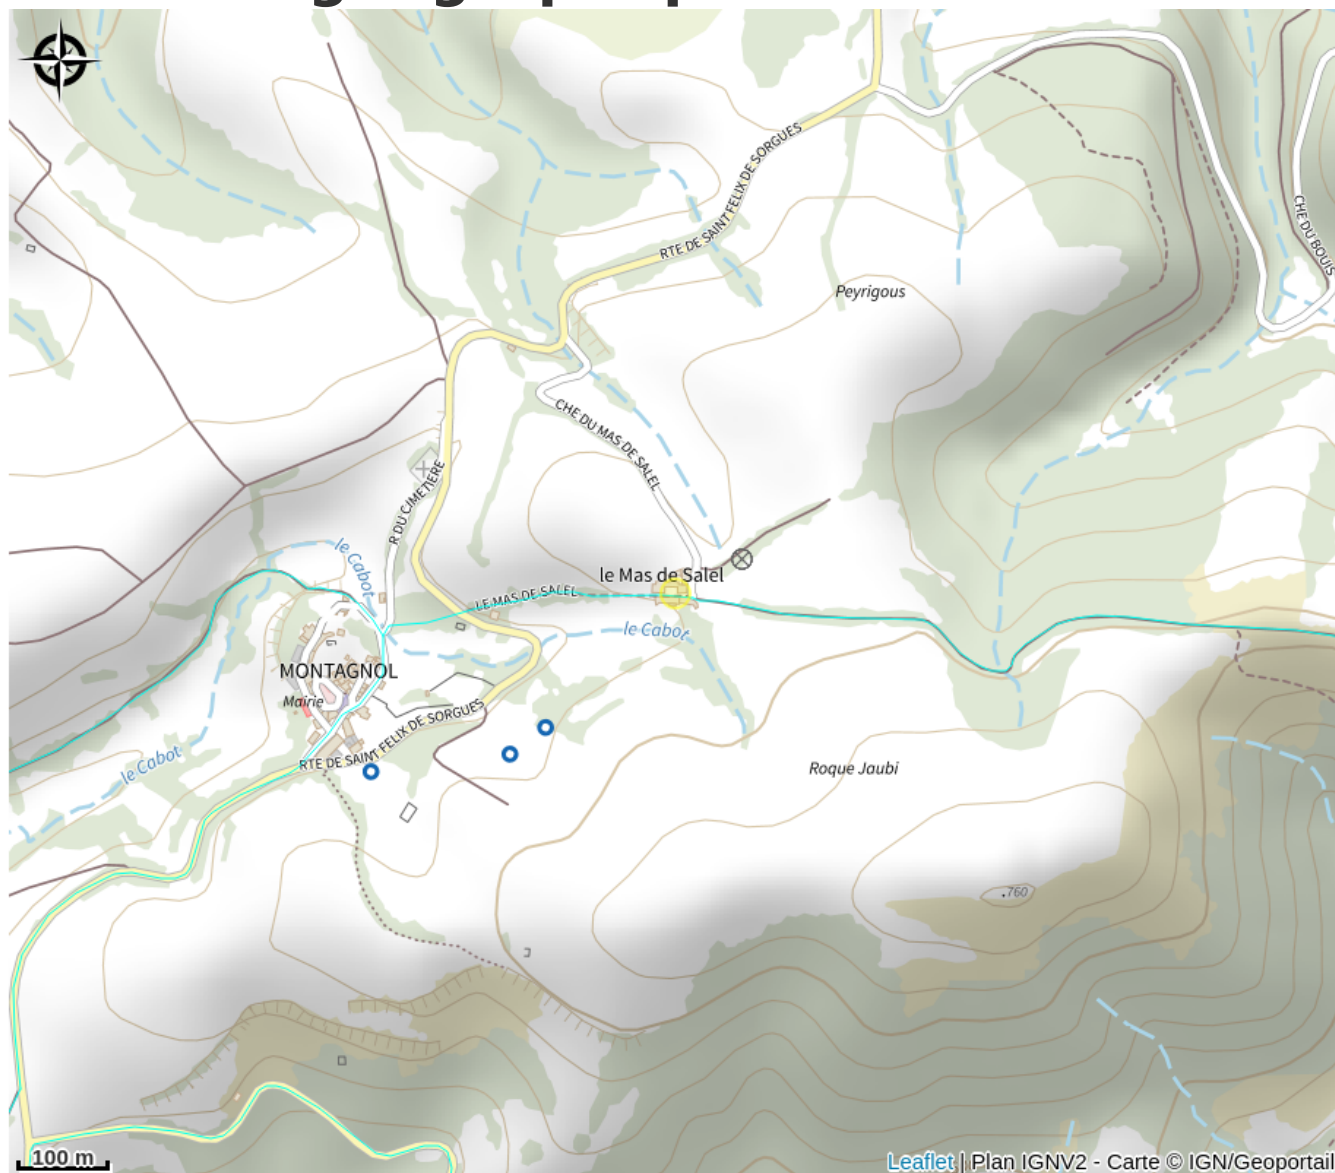 RTE DE SAINT FELIX DE SORGUES
CHE DU BOUIS
Peyrigous
CHE DU MAS DE SALEL
R DU CIMETIERE
le Cabot
le Mas de Salel
LE MAS DE SALEL
le Cabot
MONTAGNOL
Mairie
RTE DE SAINT FELIX DE SORGUES
le Cabot
Roque Jaubi
.760
100 m
Leaflet | Plan IGNV2 - Carte © IGN/Geoportail